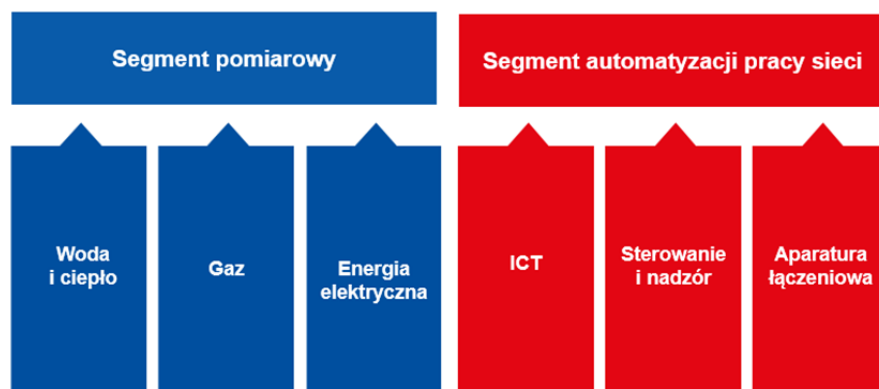 Segment pomiarowy
Segment automatyzacji pracy sieci
Woda
i ciepło
Gaz
Energia
elektryczna
ICT
Sterowanie
i nadzór
Aparatura
łączeniowa